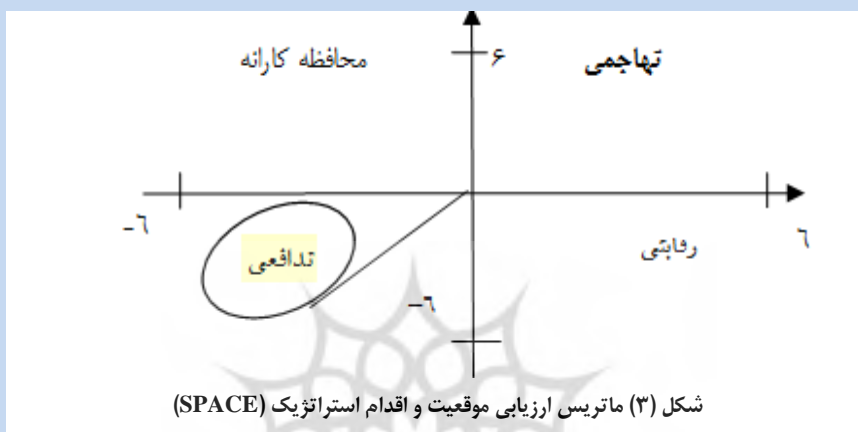 محافظه کارانه
تهاجمی
۶
-٦
٦
تدافعی
رقابتی
-٦
شکل (۳) ماتریس ارزیابی موقعیت و اقدام استراتژیک (SPACE)